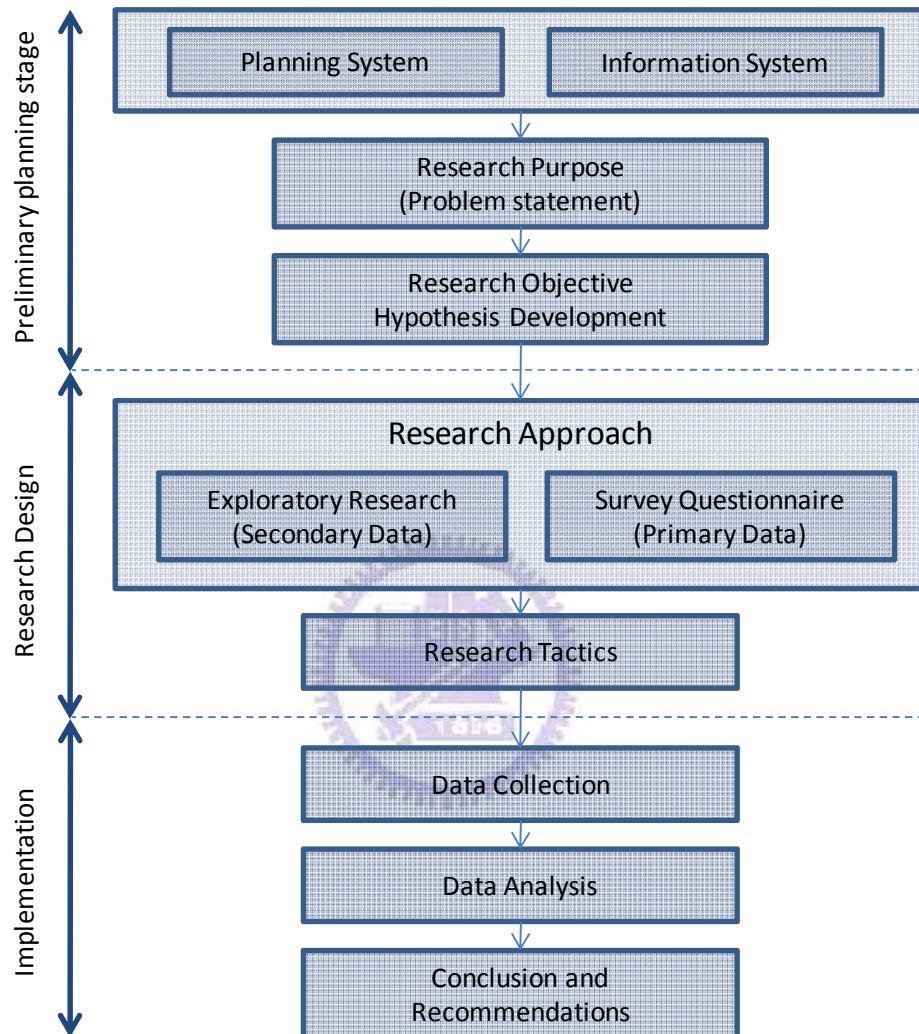 Preliminary planning stage
Planning System
Information System
Research Purpose
(Problem statement)
Research Objective
Hypothesis Development
Research Design
Research Approach
Exploratory Research
(Secondary Data)
Survey Questionnaire
(Primary Data)
Research Tactics
Implementation
Data Collection
Data Analysis
Conclusion and
Recommendations